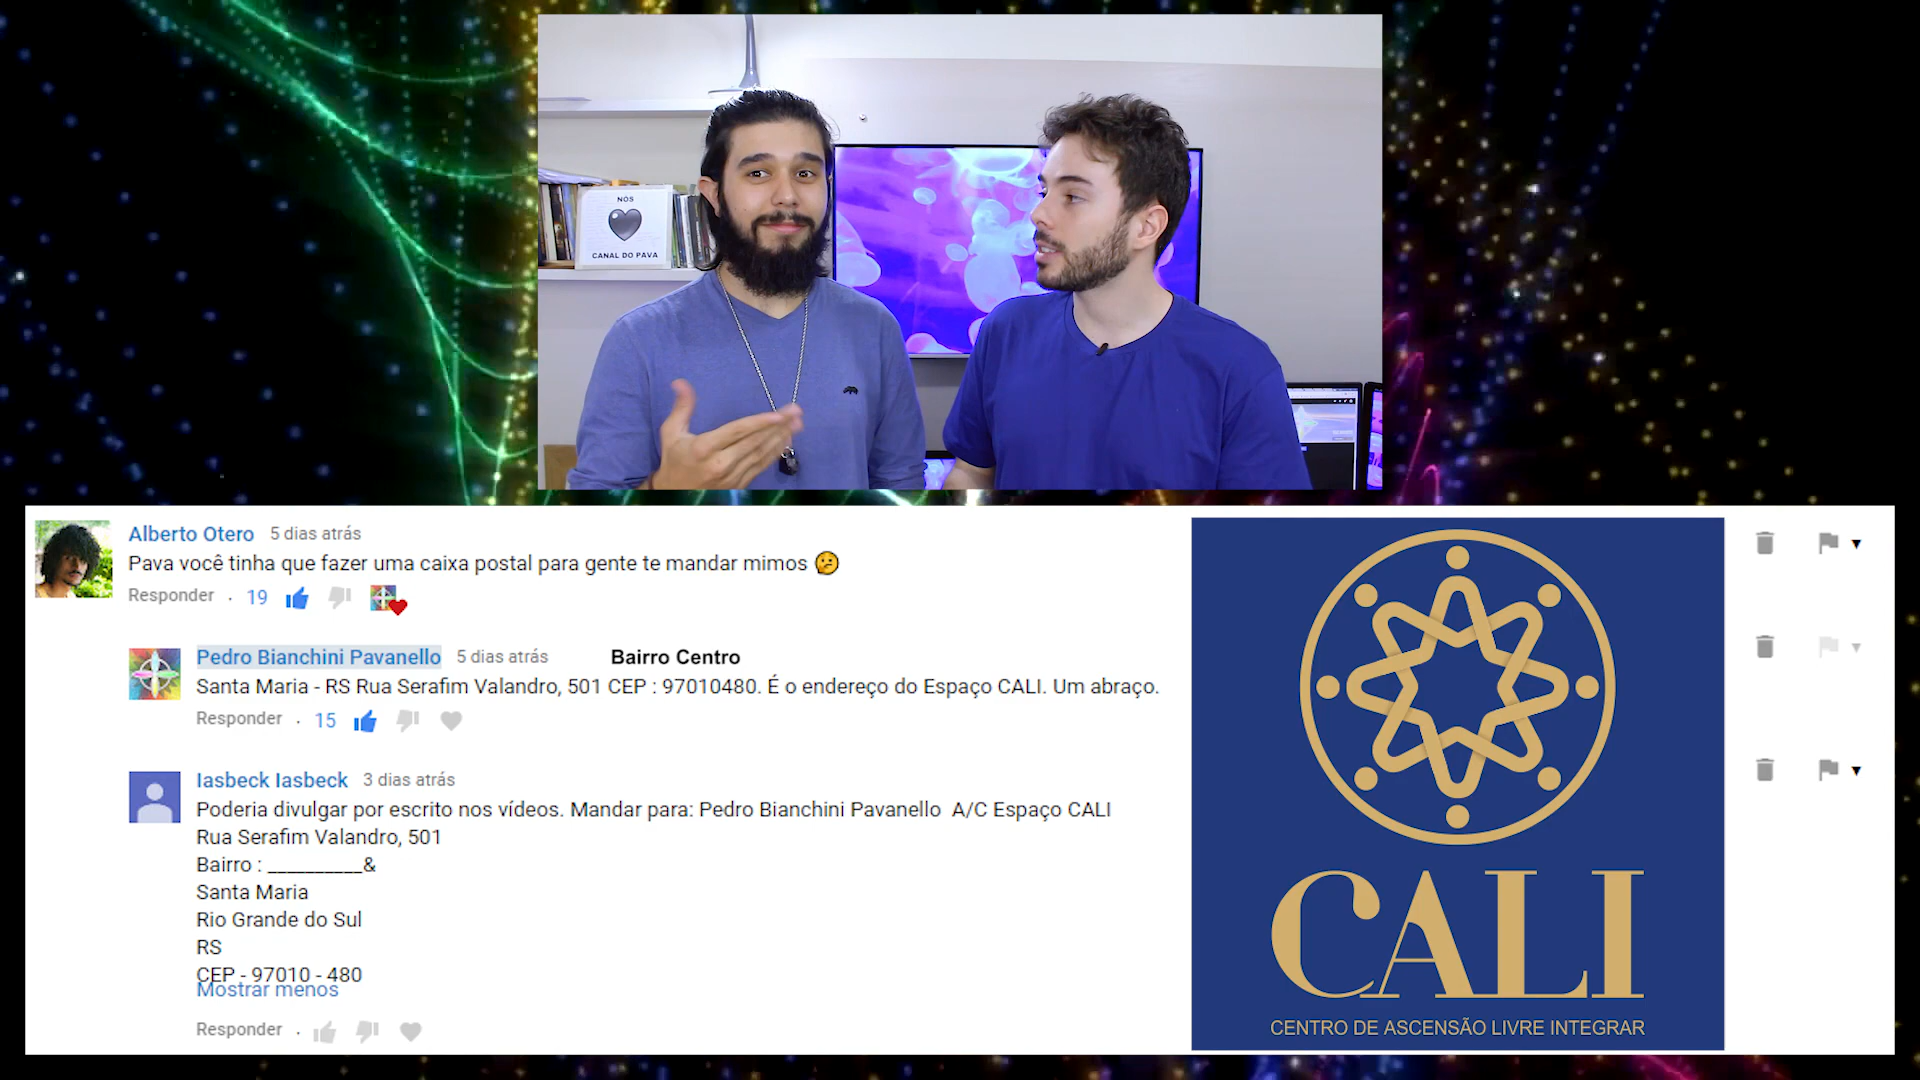 NÓS
CANAL DO PAVA
Alberto Otero 5 dias atrás
Pava você tinha que fazer uma caixa postal para gente te mandar mimos 🤔
Responder . 19
Pedro Bianchini Pavanello 5 dias atrás Bairro Centro
Santa Maria - RS Rua Serafim Valandro, 501 CEP : 97010480. É o endereço do Espaço CALI. Um abraço.
Responder . 15
Iasbeck Iasbeck 3 dias atrás
Poderia divulgar por escrito nos vídeos. Mandar para: Pedro Bianchini Pavanello  A/C Espaço CALI
Rua Serafim Valandro, 501
Bairro : __________&
Santa Maria
Rio Grande do Sul
RS
CEP - 97010 - 480
Mostrar menos
Responder .
CALI
CENTRO DE ASCENSÃO LIVRE INTEGRAR